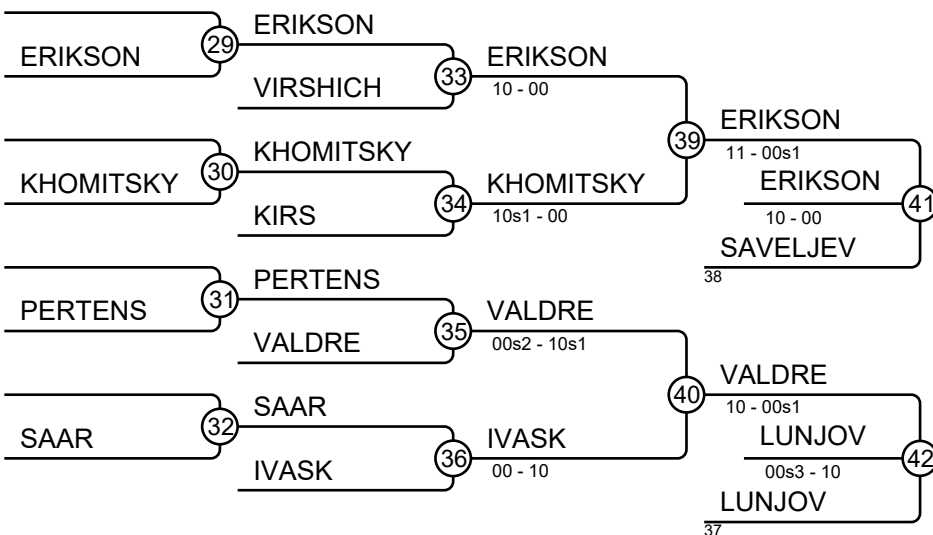 ERIKSON
29
ERIKSON
VIRSHICH
33
ERIKSON
10 - 00
KHOMITSKY
30
KHOMITSKY
KIRS
34
KHOMITSKY
10s1 - 00
39
ERIKSON
11 - 00s1
ERIKSON
10 - 00
41
SAVELJEV
38
PERTENS
31
PERTENS
VALDRE
35
VALDRE
00s2 - 10s1
SAAR
32
SAAR
IVASK
36
IVASK
00 - 10
40
VALDRE
10 - 00s1
LUNJOV
00s3 - 10
42
LUNJOV
37